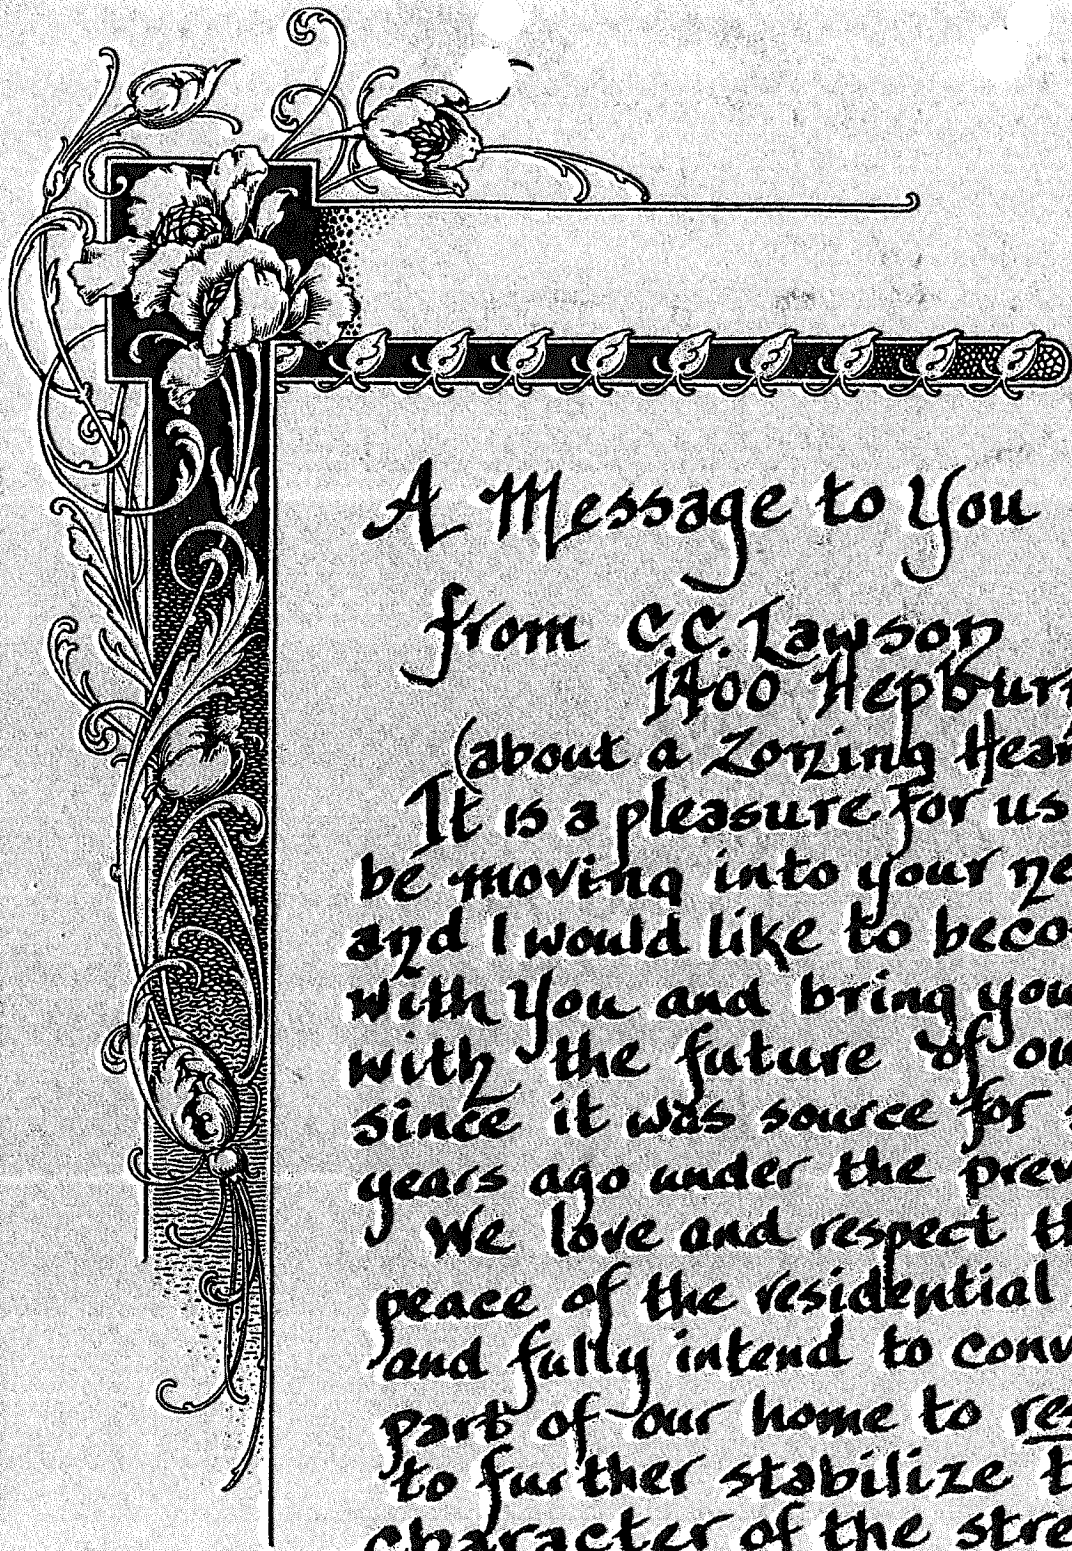 A Message to You
from C.C. Lawson
1400 Hepburn
(about a Zoning Hear
It is a pleasure for us
be moving into your ne
and I would like to beco
with You and bring you
with the future of ou
since it was source for s
years ago under the prev
We love and respect th
peace of the residential
and fully intend to conv
part of our home to res
to further stabilize t
character of the stre